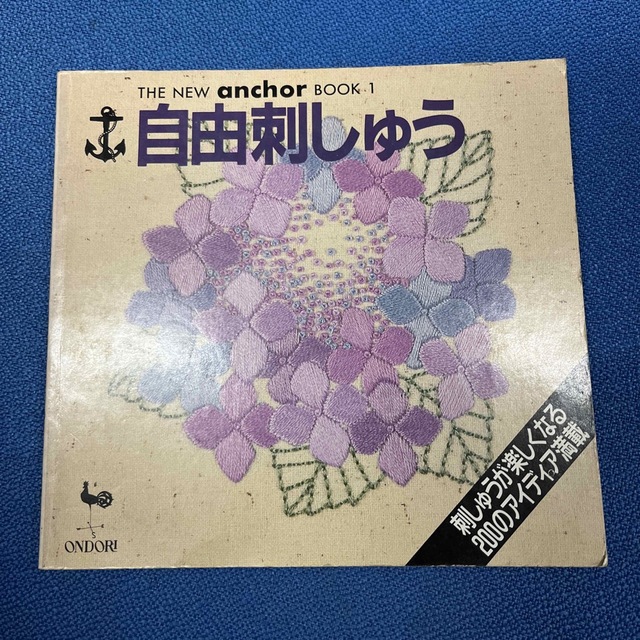 THE NEW anchor BOOK 1
自由刺しゅう
刺しゅうが楽しくなる
200のアイディア満載
S
ONDORI